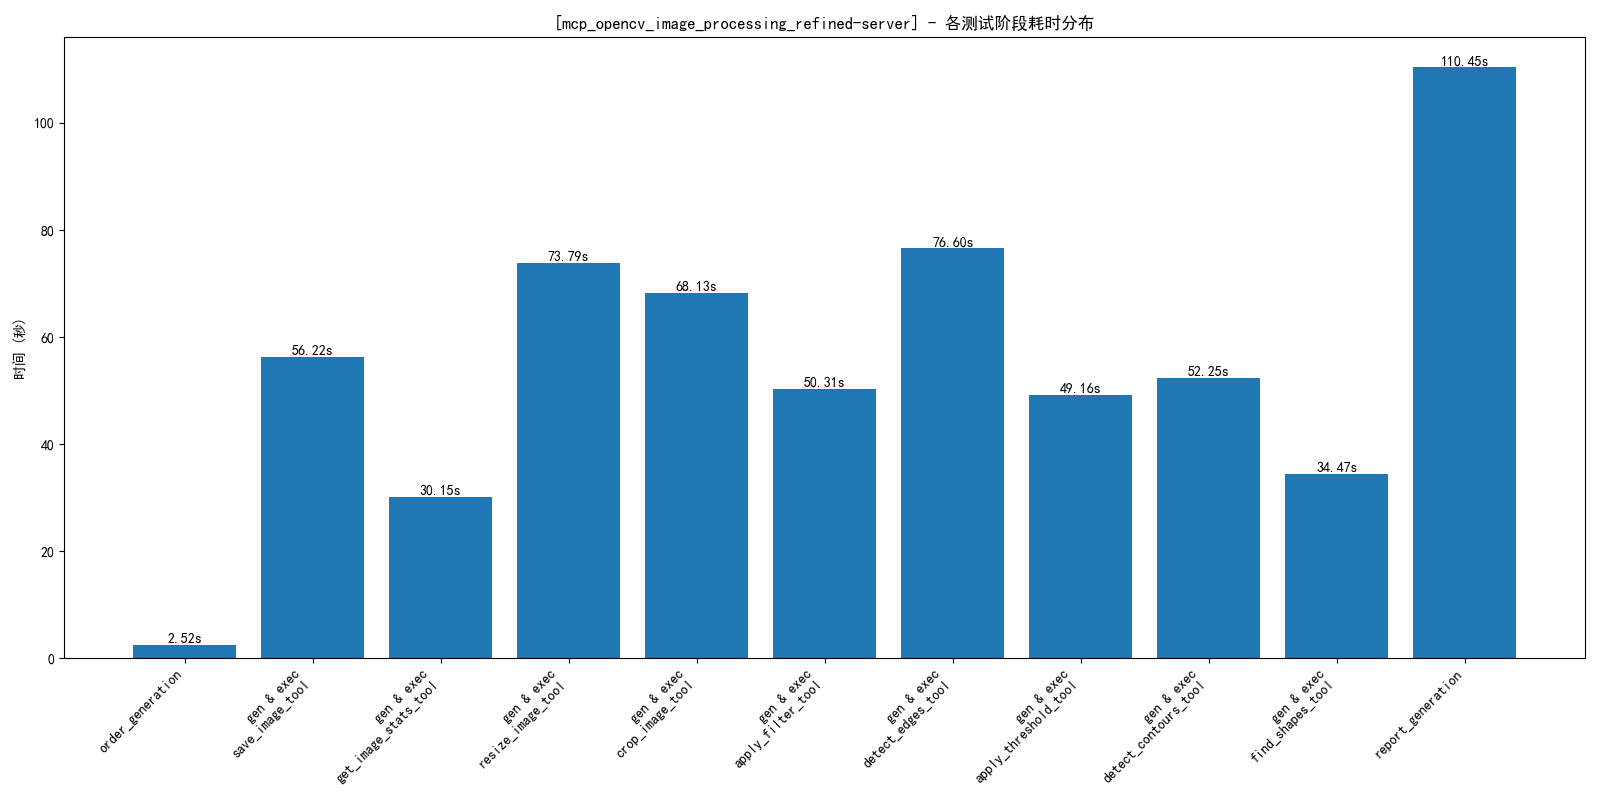 [mcp_opencv_image_processing_refined-server] - 各测试阶段耗时分布
时间 (秒)
100
80
60
40
20
0
2.52s
56.22s
30.15s
73.79s
68.13s
50.31s
76.60s
49.16s
52.25s
34.47s
110.45s
order_generation
gen & exec
save_image_tool
gen & exec
get_image_stats_tool
gen & exec
resize_image_tool
gen & exec
crop_image_tool
gen & exec
apply_filter_tool
gen & exec
detect_edges_tool
gen & exec
apply_threshold_tool
gen & exec
detect_contours_tool
gen & exec
find_shapes_tool
report_generation